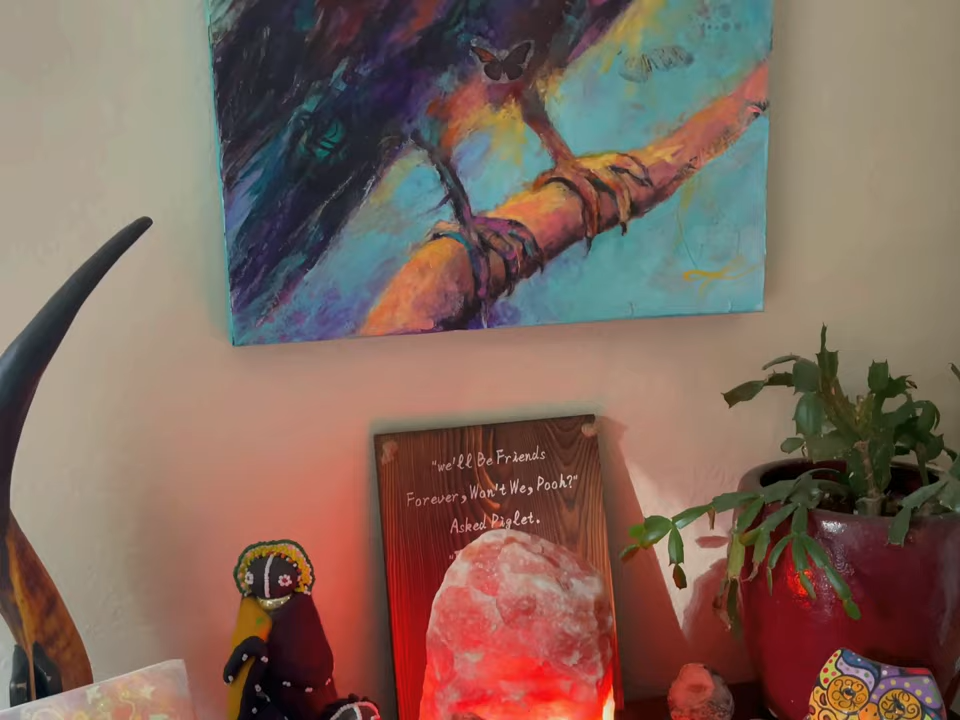 "we'll Be Friends
Forever, Won't We, Pooh?"
Asked Piglet.